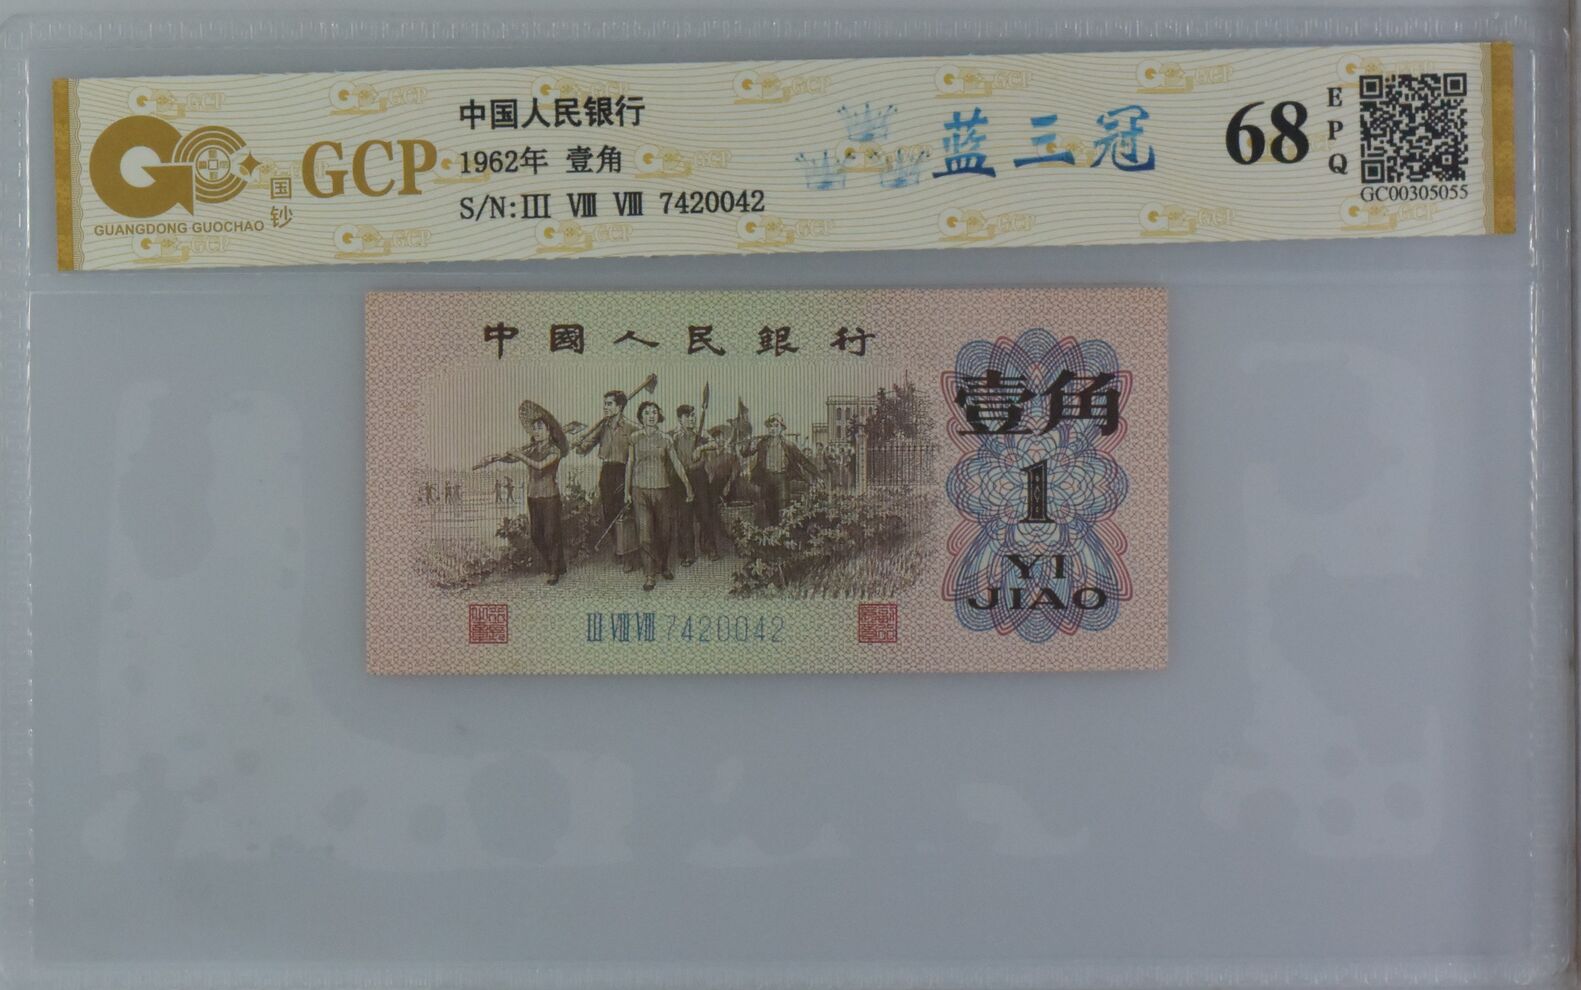 中国人民银行
1962年 壹角
S/N:III VIII VIII 7420042
GCP
国钞
GUANGDONG GUOCHAO
蓝三冠
68
EPQ
GC00305055
中國人民銀行
壹角
1
YI
JIAO
III VIII VIII 7420042